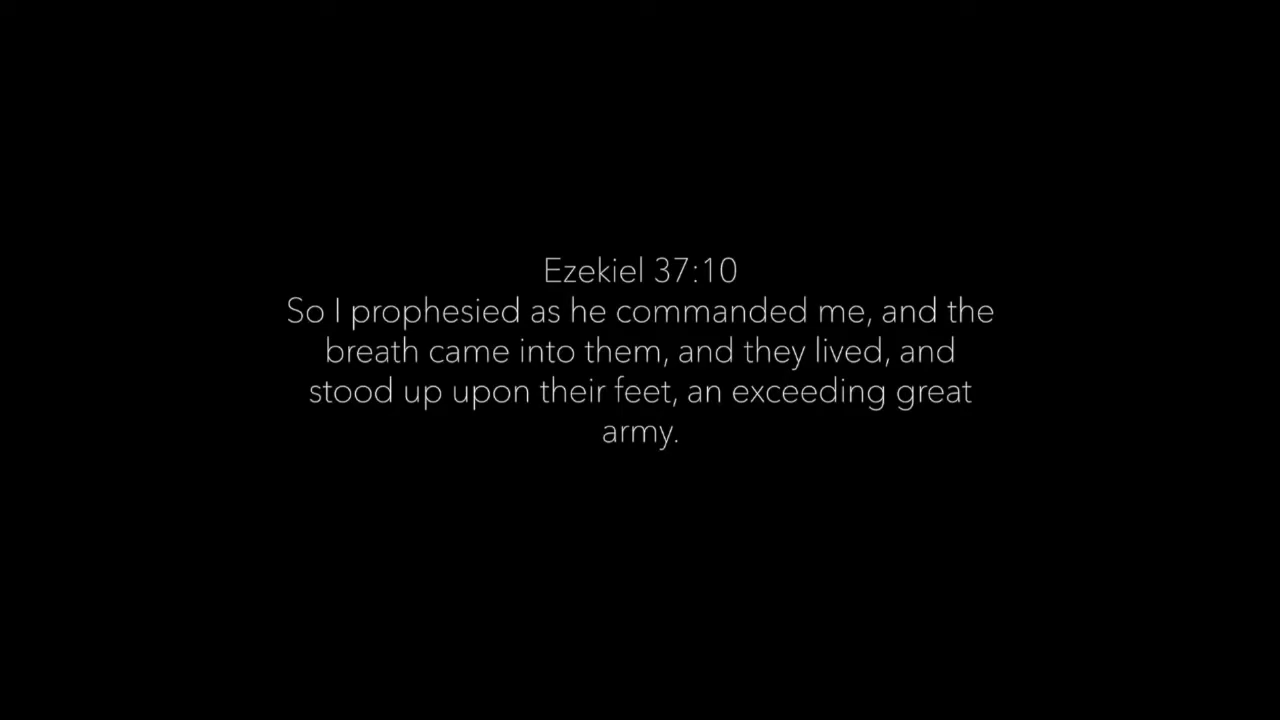 Ezekiel 37:10
So I prophesied as he commanded me, and the
breath came into them, and they lived, and
stood up upon their feet, an exceeding great
army.